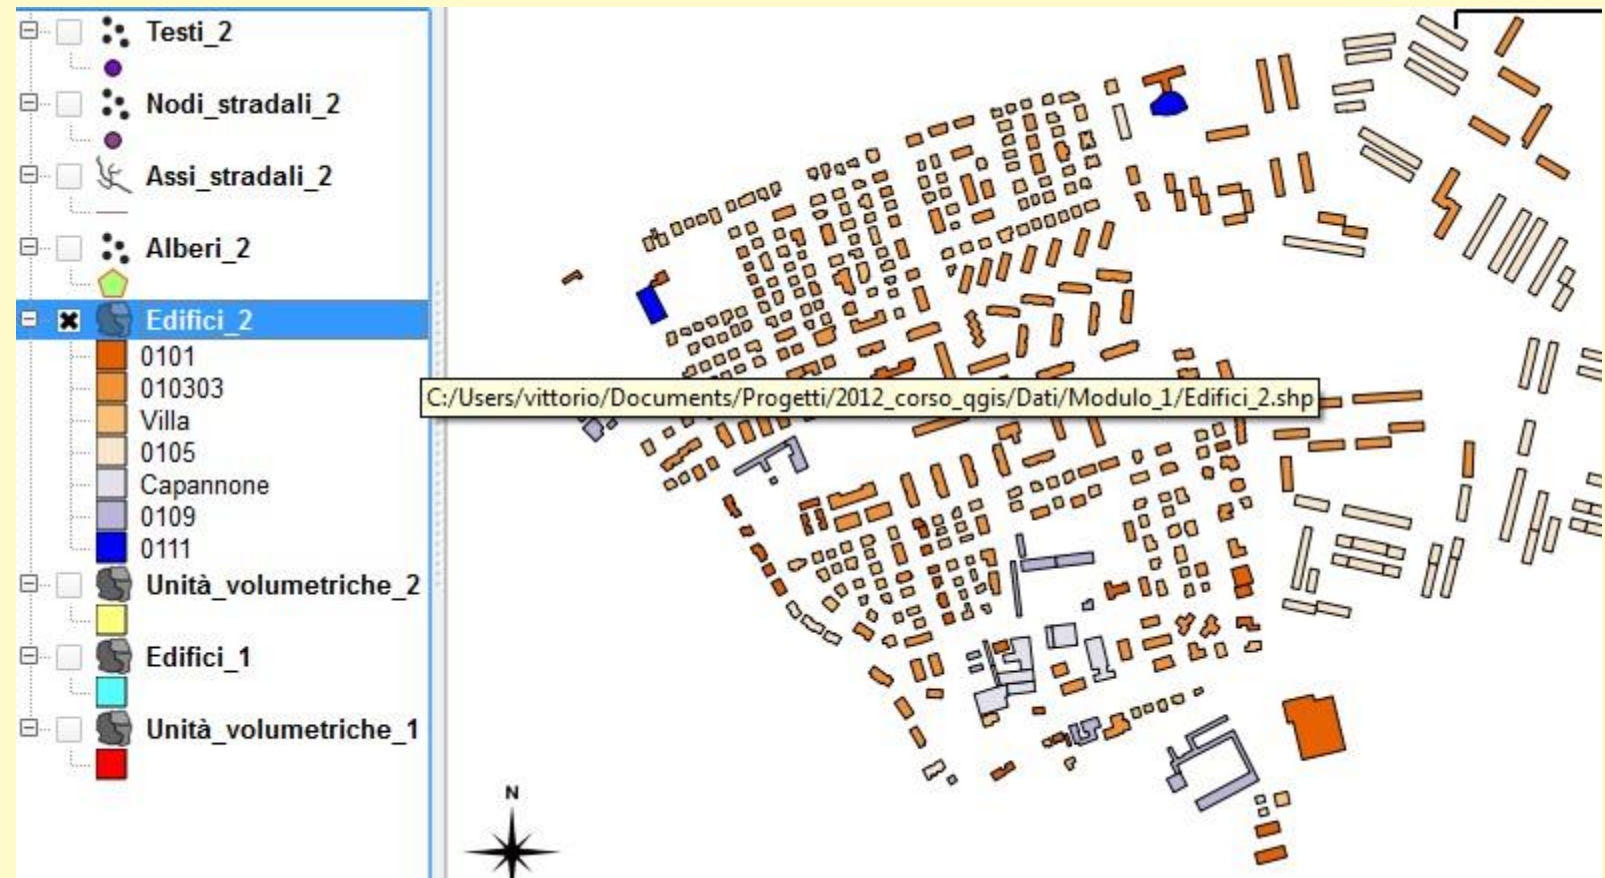 Testi_2
Nodi_stradali_2
Assi_stradali_2
Alberi_2
Edifici_2
0101
010303
Villa
0105
Capannone
0109
0111
Unità_volumetriche_2
Edifici_1
Unità_volumetriche_1
C:/Users/vittorio/Documents/Progetti/2012_corso_qgis/Dati/Modulo_1/Edifici_2.shp
N